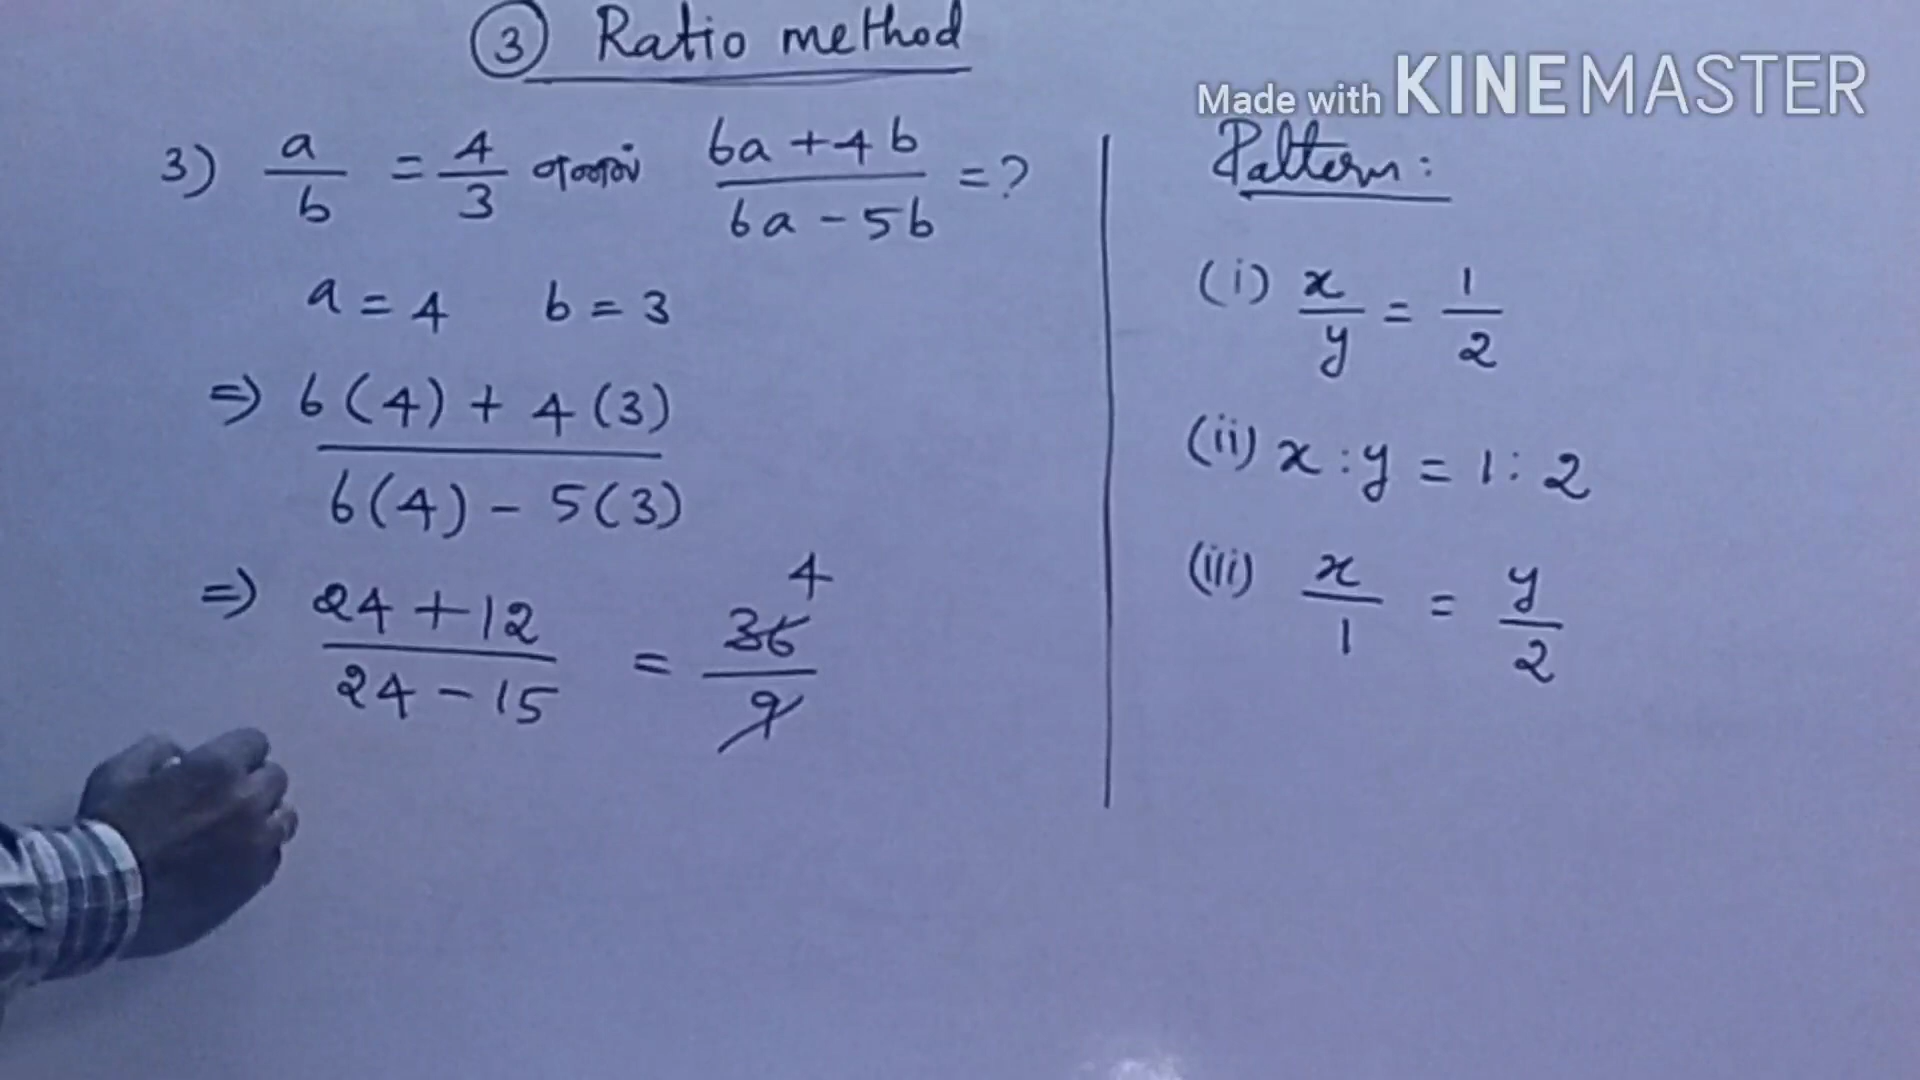 ③ Ratio method
Made with KINEMASTER
3) a/b = 4/3 எனில் 6a+4b/6a-5b = ?
a = 4 b = 3
⇒ 6(4) + 4(3)/6(4) - 5(3)
⇒ 24+12/24-15 = 36/9 4
Pattern:
(i) x/y = 1/2
(ii) x:y = 1:2
(iii) x/1 = y/2